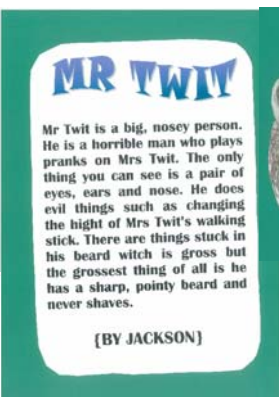 MR TWIT
Mr Twit is a big, nosey person.
He is a horrible man who plays
pranks on Mrs Twit. The only
thing you can see is a pair of
eyes, ears and nose. He does
evil things such as changing
the hight of Mrs Twit's walking
stick. There are things stuck in
his beard witch is gross but
the grossest thing of all is he
has a sharp, pointy beard and
never shaves.
{BY JACKSON}